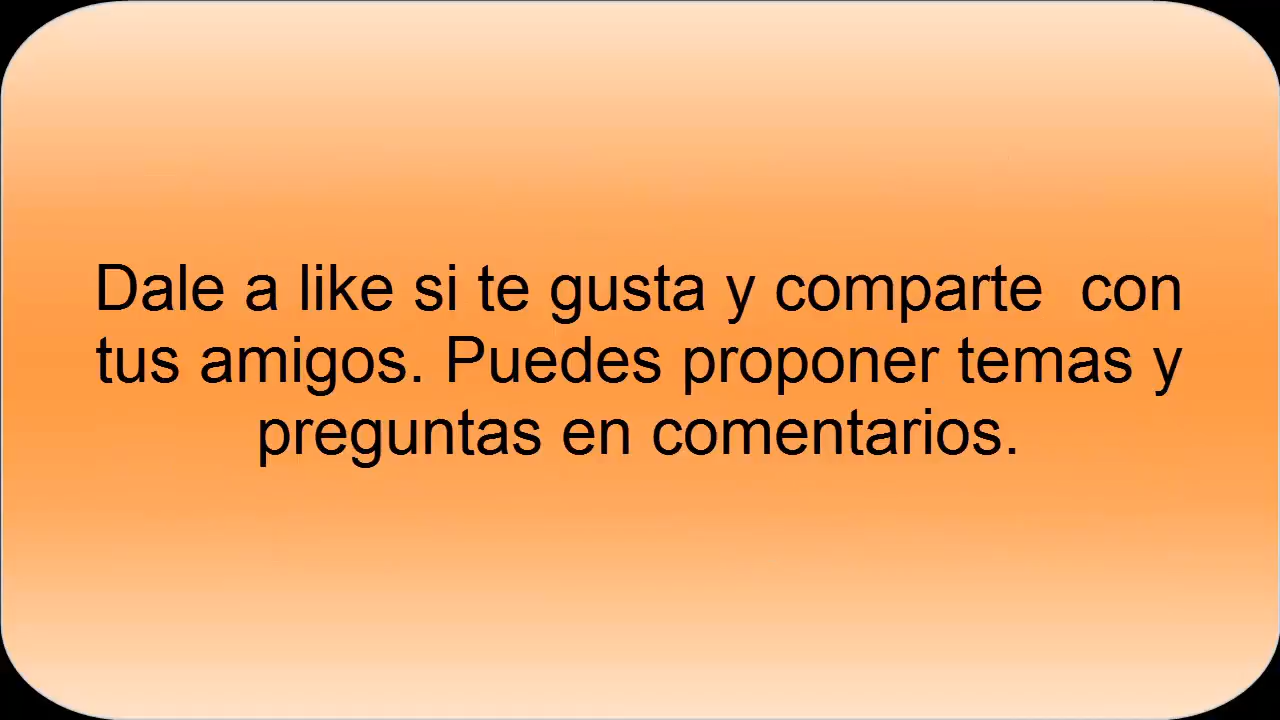 Dale a like si te gusta y comparte  con
tus amigos. Puedes proponer temas y
preguntas en comentarios.